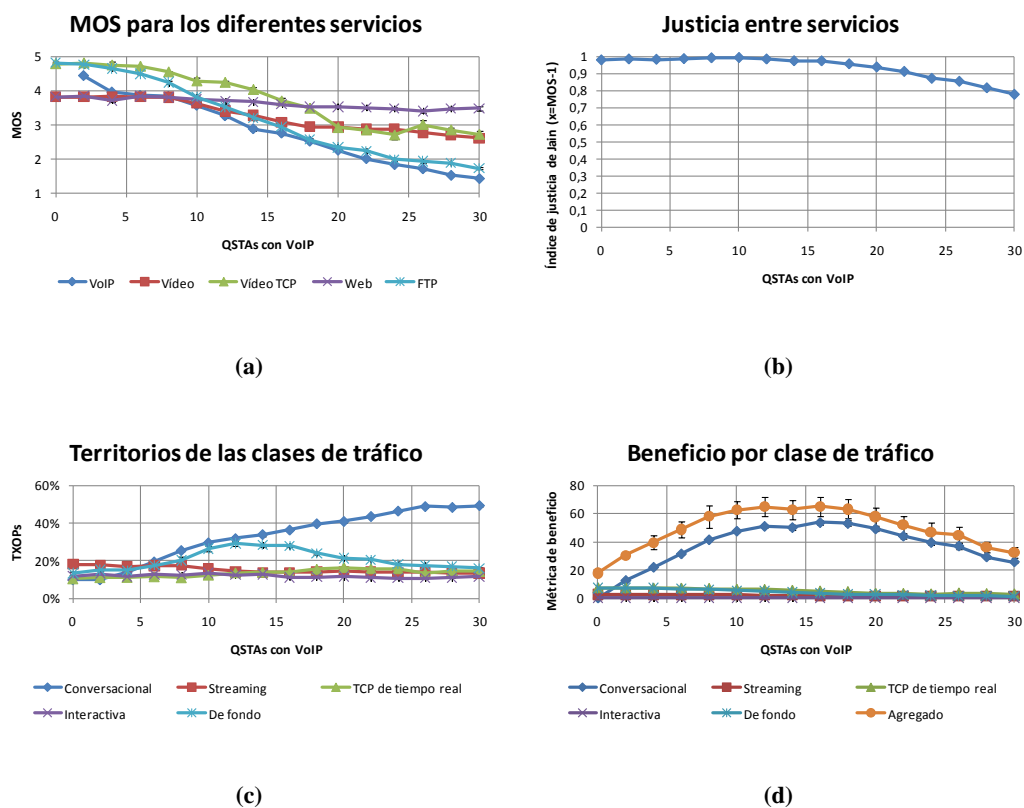 MOS para los diferentes servicios
5
4
3
2
1
MOS
0 5 10 15 20 25 30
QSTAs con VoIP
VoIP Vídeo Vídeo TCP Web FTP
(a)
Justicia entre servicios
1
0,9
0,8
0,7
0,6
0,5
0,4
0,3
0,2
0,1
0
Índice de justicia de Jain (x=MOS-1)
0 5 10 15 20 25 30
QSTAs con VoIP
(b)
Territorios de las clases de tráfico
60%
40%
20%
0%
TXOPs
0 5 10 15 20 25 30
QSTAs con VoIP
Conversacional Streaming TCP de tiempo real
Interactiva De fondo
(c)
Beneficio por clase de tráfico
80
60
40
20
0
Métrica de beneficio
0 5 10 15 20 25 30
QSTAs con VoIP
Conversacional Streaming TCP de tiempo real
Interactiva De fondo Agregado
(d)